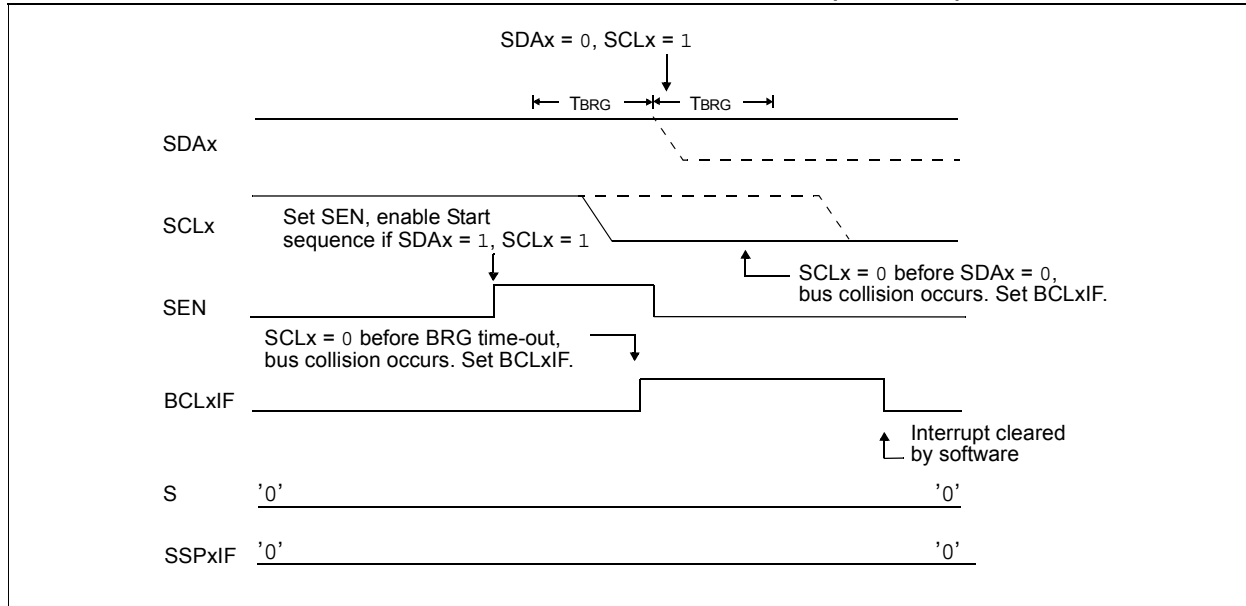 SDAx = 0, SCLx = 1
TBRG TBRG
SDAx
SCLx
Set SEN, enable Start
sequence if SDAx = 1, SCLx = 1
SCLx = 0 before SDAx = 0,
bus collision occurs. Set BCLxIF.
SEN
SCLx = 0 before BRG time-out,
bus collision occurs. Set BCLxIF.
BCLxIF
Interrupt cleared
by software
S '0' '0'
SSPxIF '0' '0'